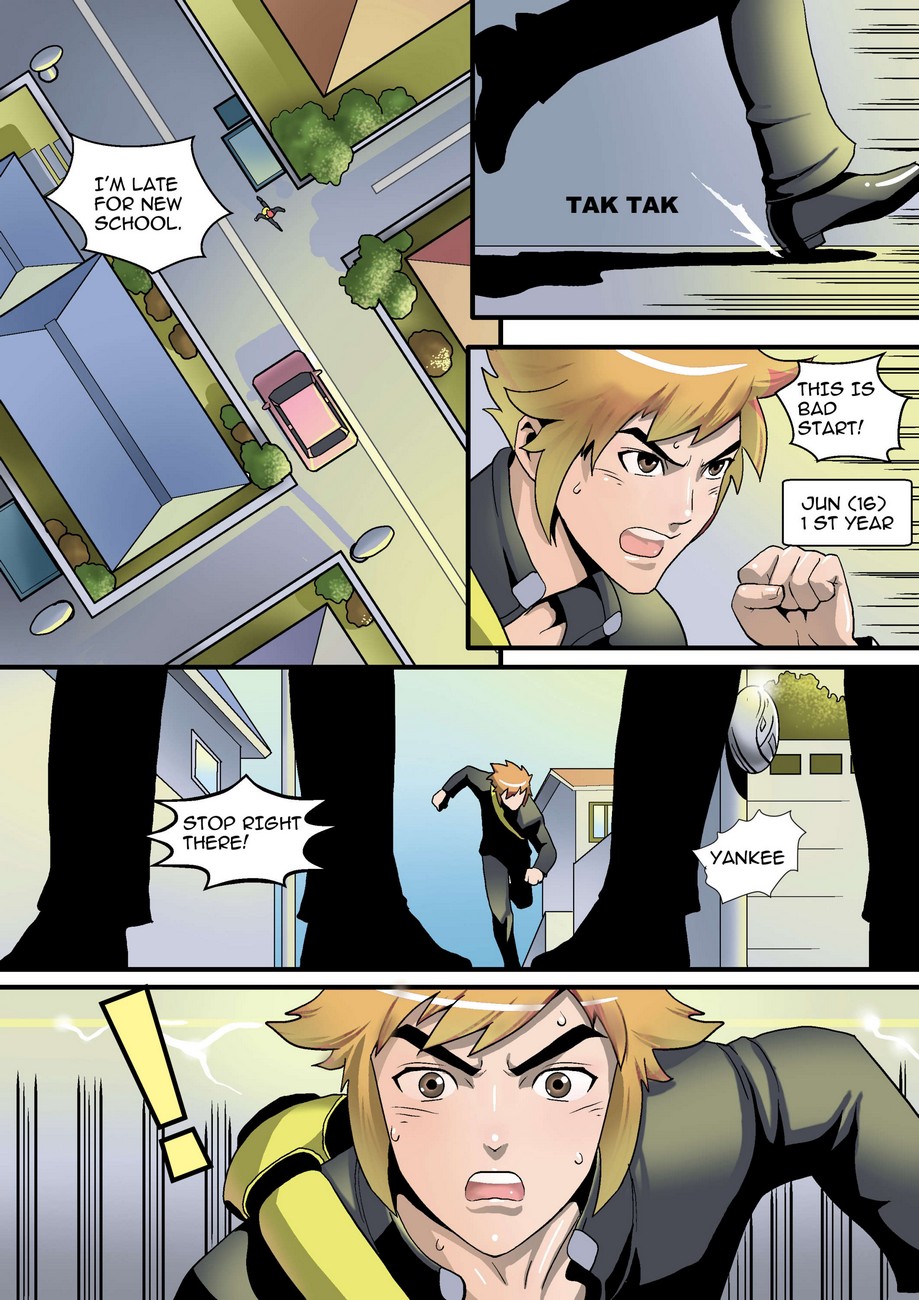 I'M LATE
FOR NEW
SCHOOL.
TAK TAK
THIS IS
BAD
START!
JUN (16)
1 ST YEAR
STOP RIGHT
THERE!
YANKEE
!